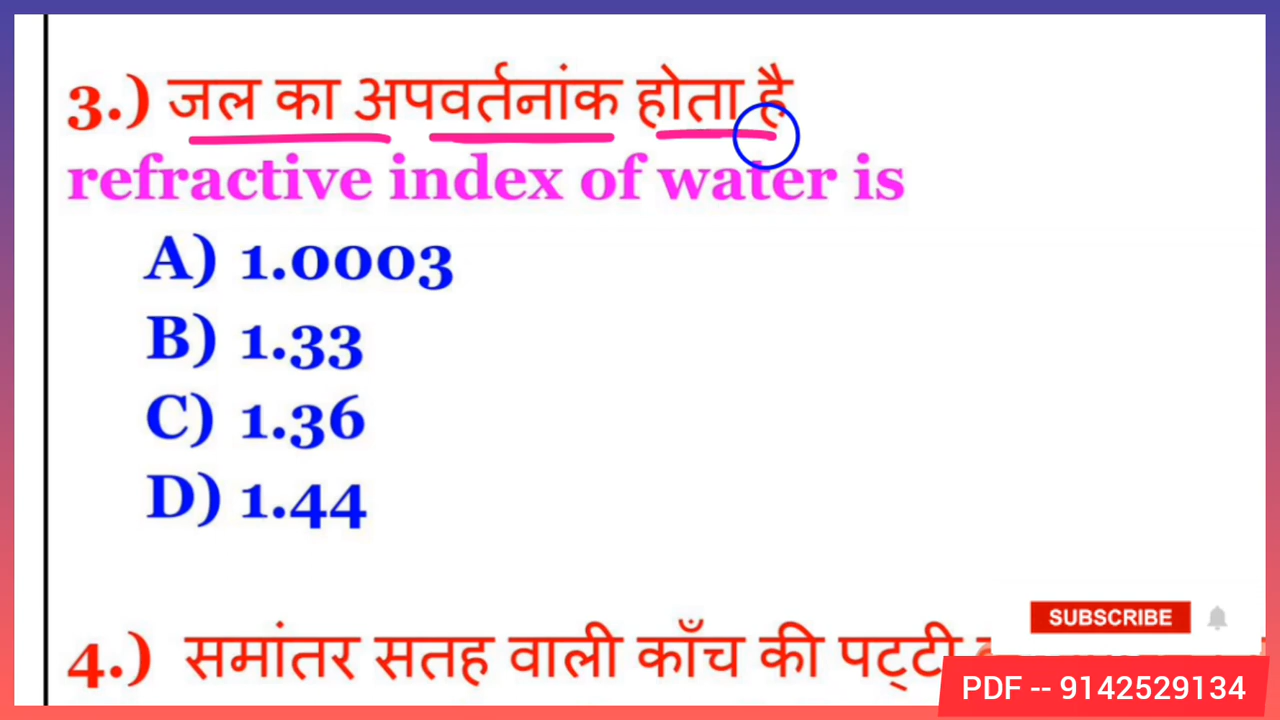 3.) जल का अपवर्तनांक होता है
refractive index of water is
A) 1.0003
B) 1.33
C) 1.36
D) 1.44
4.) समांतर सतह वाली काँच की पट्टी
SUBSCRIBE
PDF -- 9142529134